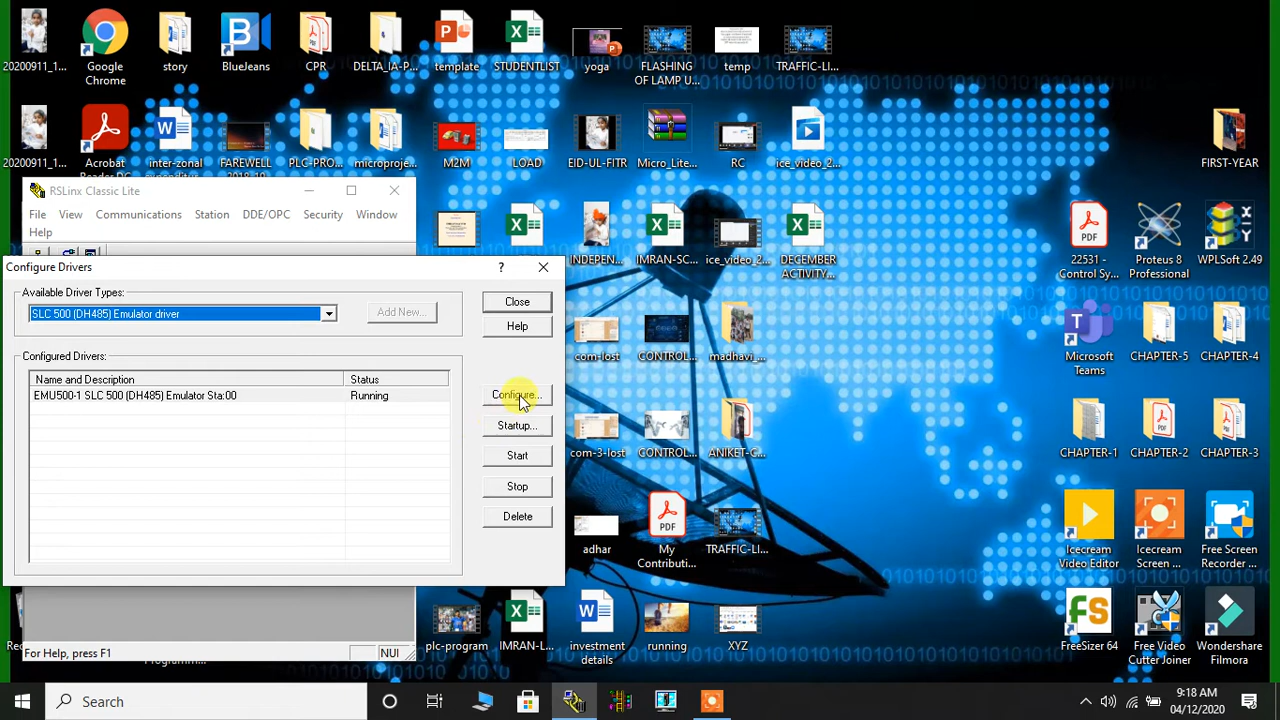 20200911_1...
Google
Chrome
story
BlueJeans
CPR
DELTA_IA-P...
template
STUDENTLIST
yoga
FLASHING
OF LAMP U...
temp
TRAFFIC-LI...
20200911_1...
Acrobat
Reader DC
inter-zonal
expenditur...
FAREWELL
2018-19
PLC-PRO...
microproje...
M2M
LOAD
EID-UL-FITR
Micro_Lite...
RC
ice_video_2...
FIRST-YEAR
RSLinx Classic Lite
File
View
Communications
Station
DDE/OPC
Security
Window
Help
INDEPEN...
IMRAN-SC...
ice_video_2...
DECEMBER
ACTIVITY...
22531 -
Control Sy...
Proteus 8
Professional
WPLSoft 2.49
Configure Drivers
?
Available Driver Types:
SLC 500 (DH485) Emulator driver
Add New...
Close
Help
Configured Drivers:
Name and Description
Status
EMU500-1 SLC 500 (DH485) Emulator Sta:00
Running
Configure...
Startup...
Start
Stop
Delete
com-lost
CONTROL...
madhavi_...
Microsoft
Teams
CHAPTER-5
CHAPTER-4
com-3-lost
CONTROL...
ANIKET-C...
CHAPTER-1
CHAPTER-2
CHAPTER-3
adhar
PDF
My
Contributi...
TRAFFIC-LI...
Icecream
Video Editor
Icecream
Screen ...
Free Screen
Recorder ...
plc-program
IMRAN-L...
investment
details
running
XYZ
FS
FreeSizer 64
Free Video
Cutter Joiner
Wondershare
Filmora
For Help, press F1
NUI
Search
9:18 AM
04/12/2020